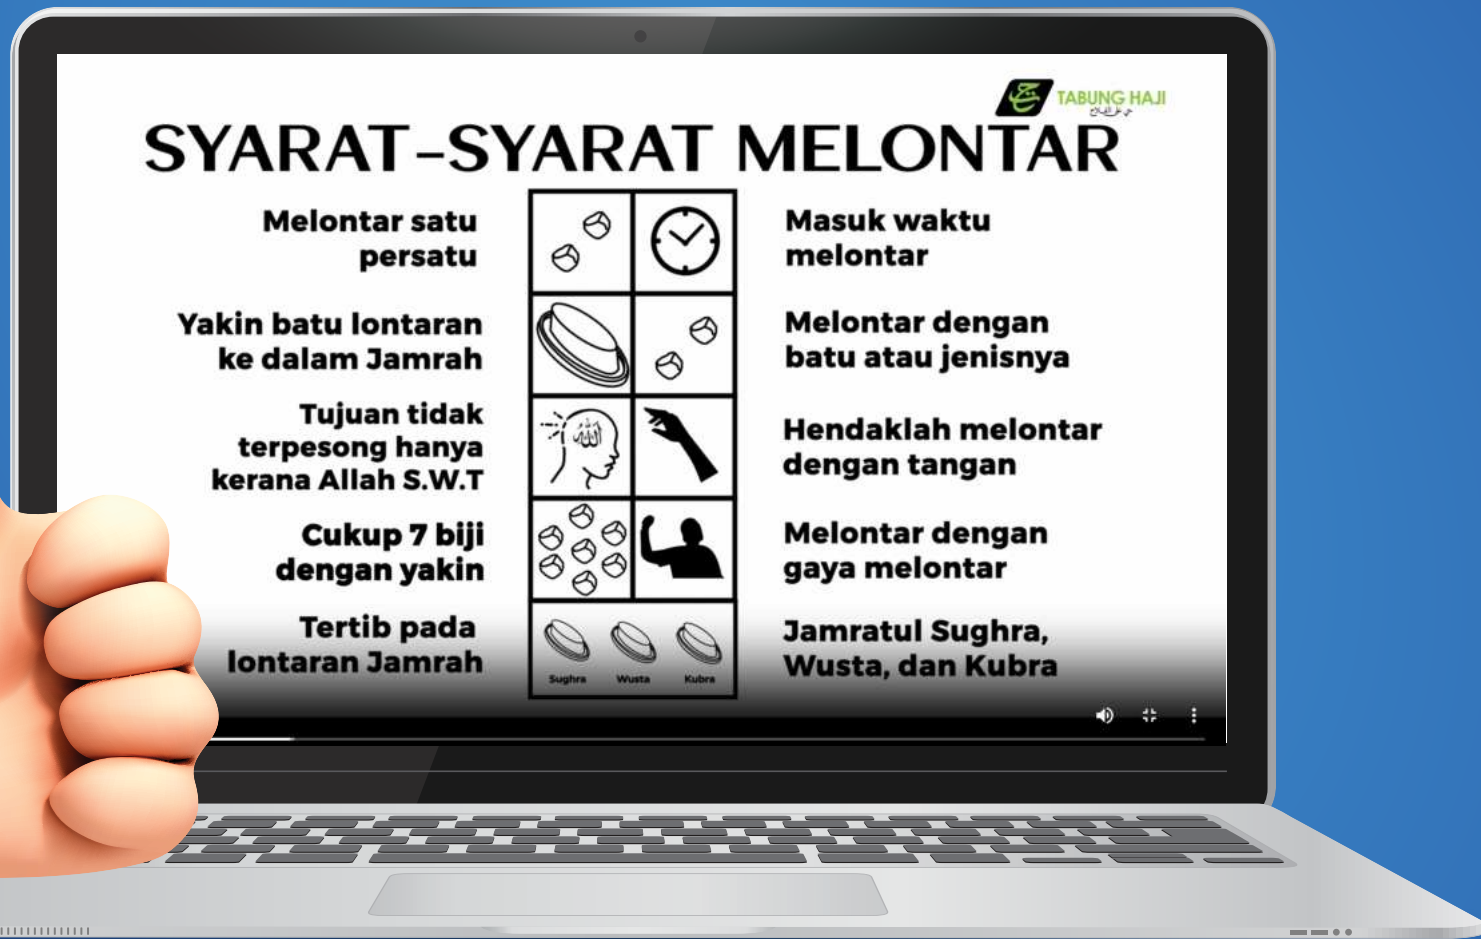 TABUNG HAJI
SYARAT-SYARAT MELONTAR
Melontar satu
persatu
Masuk waktu
melontar
Yakin batu lontaran
ke dalam Jamrah
Melontar dengan
batu atau jenisnya
Tujuan tidak
terpesong hanya
kerana Allah S.W.T
الله
Hendaklah melontar
dengan tangan
Cukup 7 biji
dengan yakin
Melontar dengan
gaya melontar
Tertib pada
lontaran Jamrah
Sughra Wusta Kubra
Jamratul Sughra,
Wusta, dan Kubra